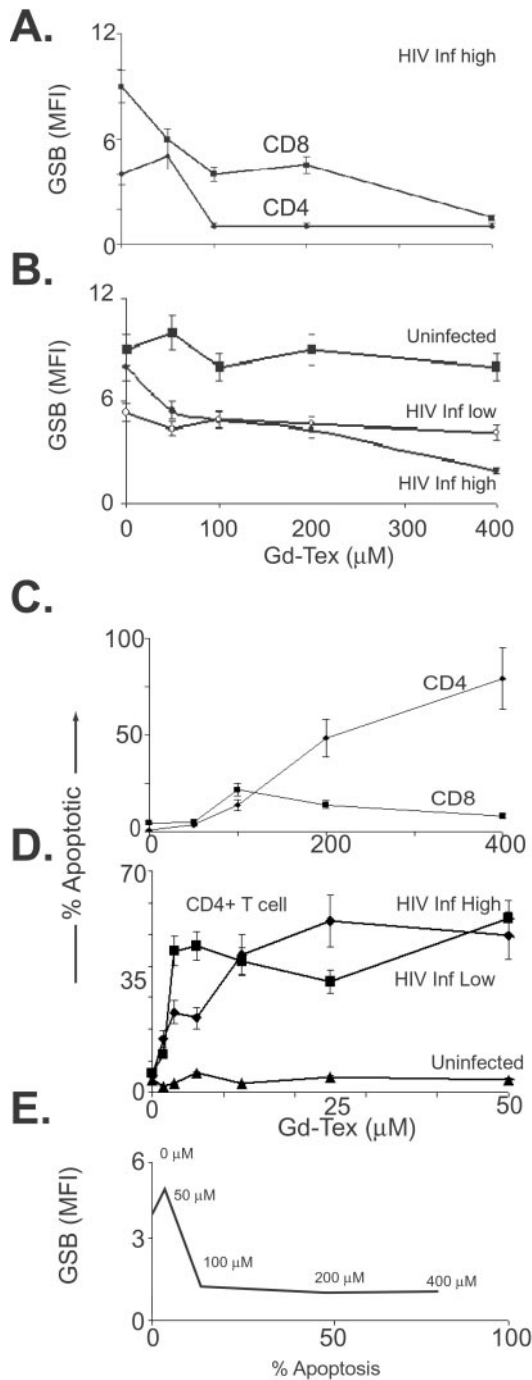 A.
12
HIV Inf high
GSB (MFI)
6
CD8
CD4
0
B.
12
Uninfected
GSB (MFI)
6
HIV Inf low
HIV Inf high
0
0 100 200 300 400
Gd-Tex (µM)
C.
100
CD4
50
CD8
0
0 200 400
% Apoptotic
D.
70
CD4+ T cell
HIV Inf High
35
HIV Inf Low
Uninfected
0
0 25 50
Gd-Tex (µM)
E.
6
0 µM
50 µM
GSB (MFI)
3
100 µM
200 µM
400 µM
0
0 50 100
% Apoptosis